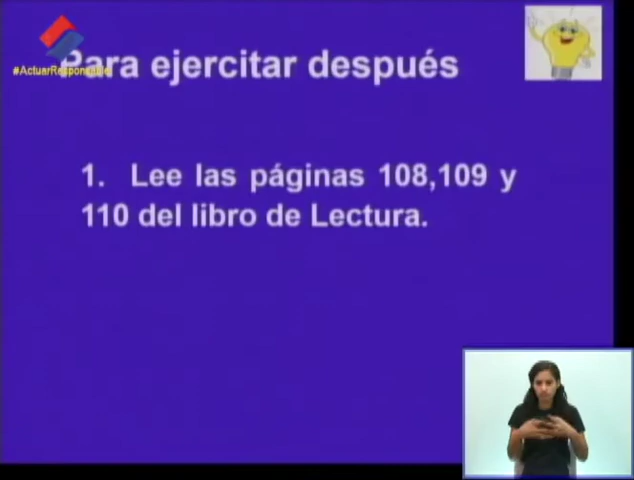 Para ejercitar después
#ActuarResponsable
1. Lee las páginas 108,109 y
110 del libro de Lectura.